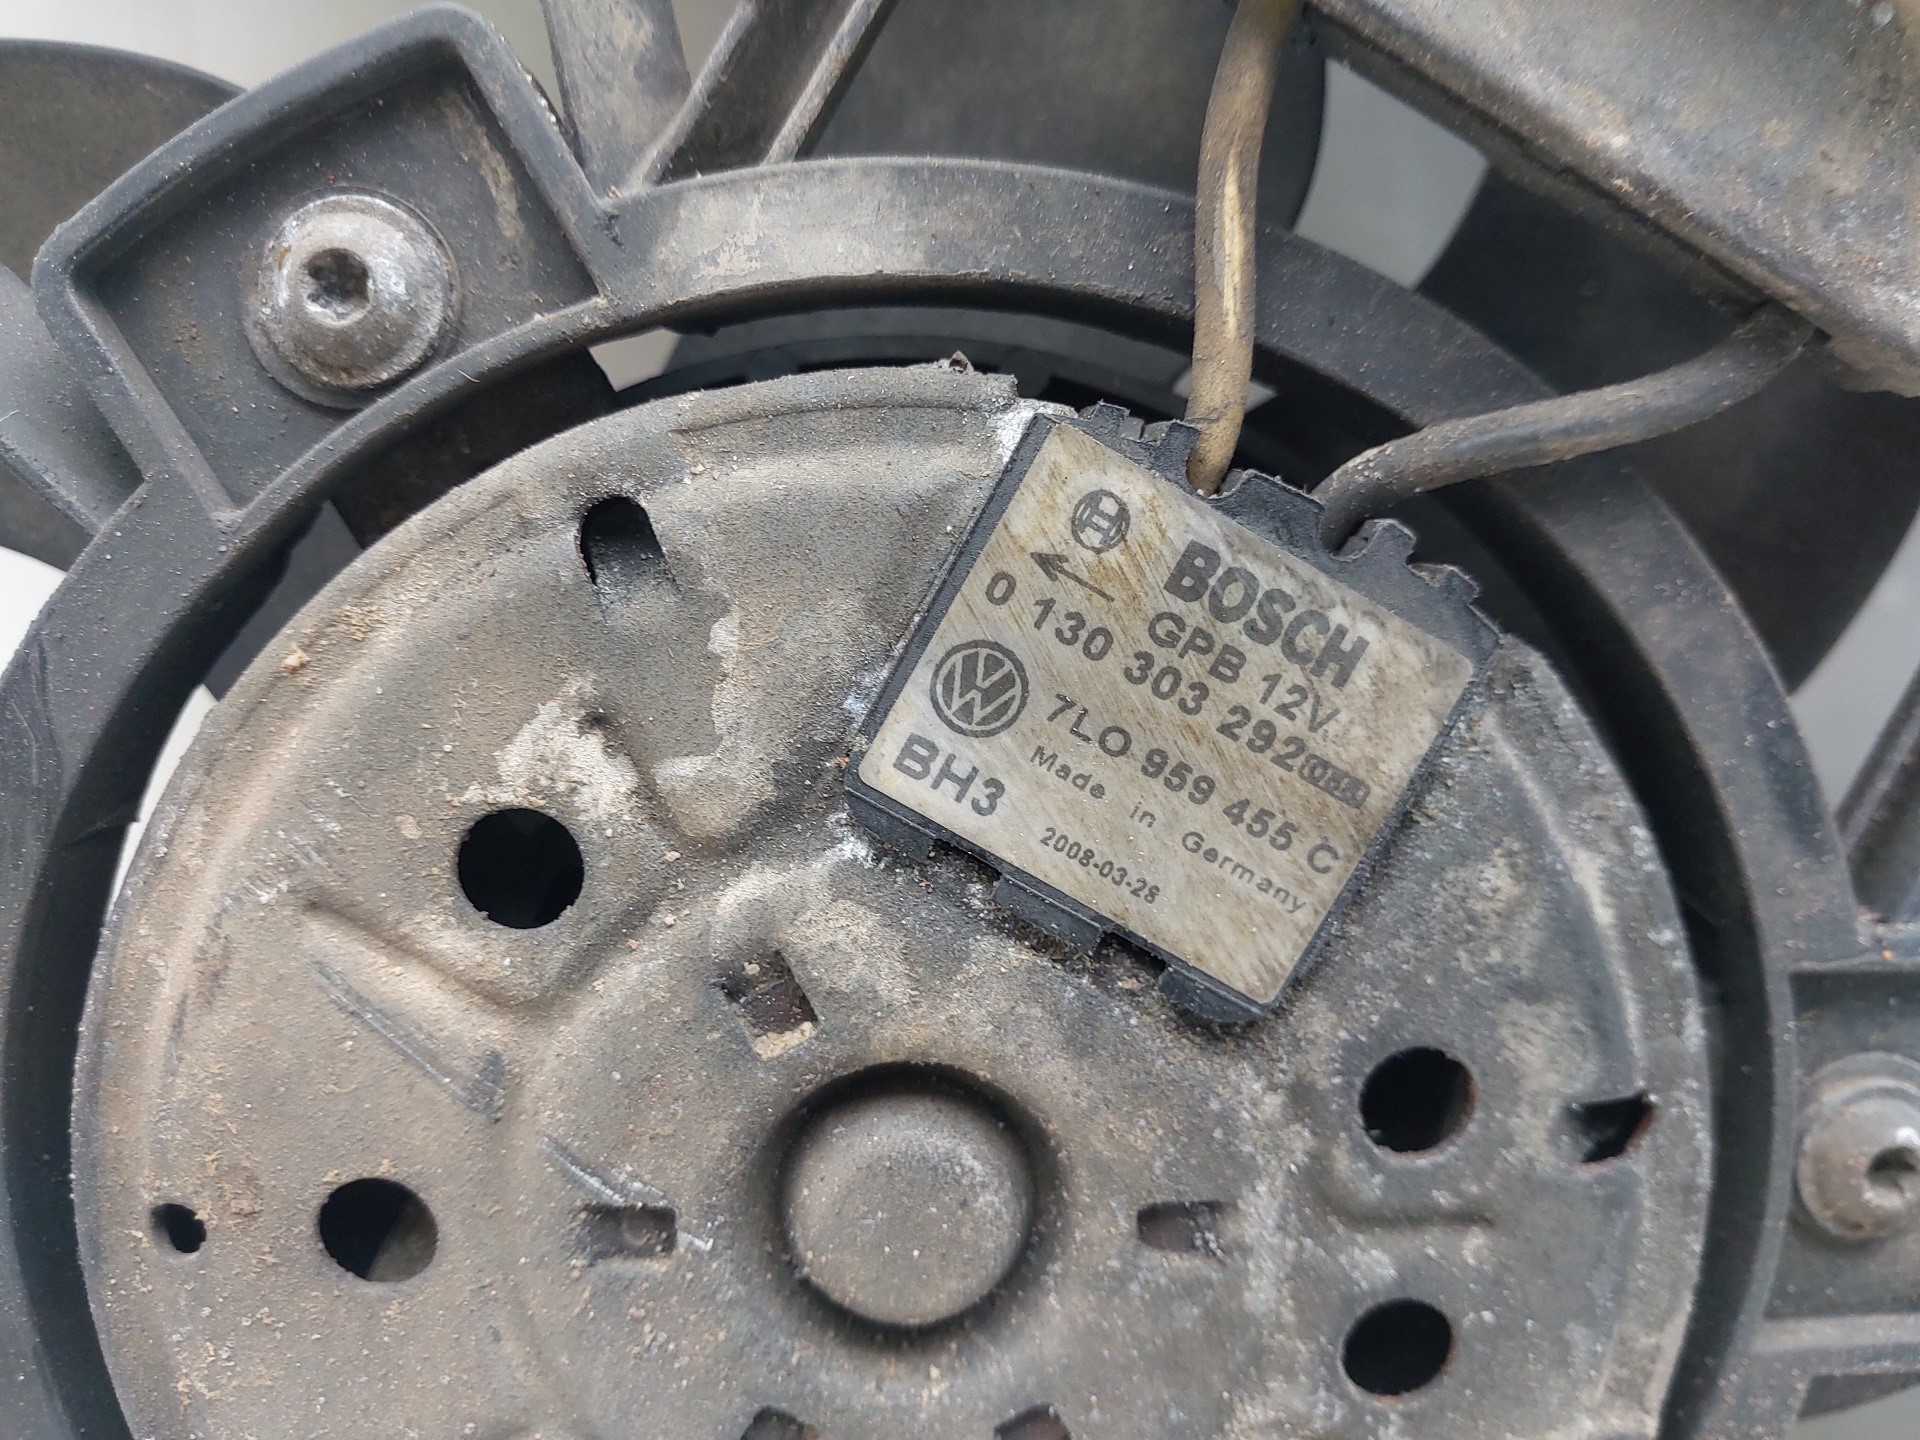 BOSCH
GPB 12V
0 130 303 292
7LO 959 455 C
Made in Germany
BH3
2008-03-28